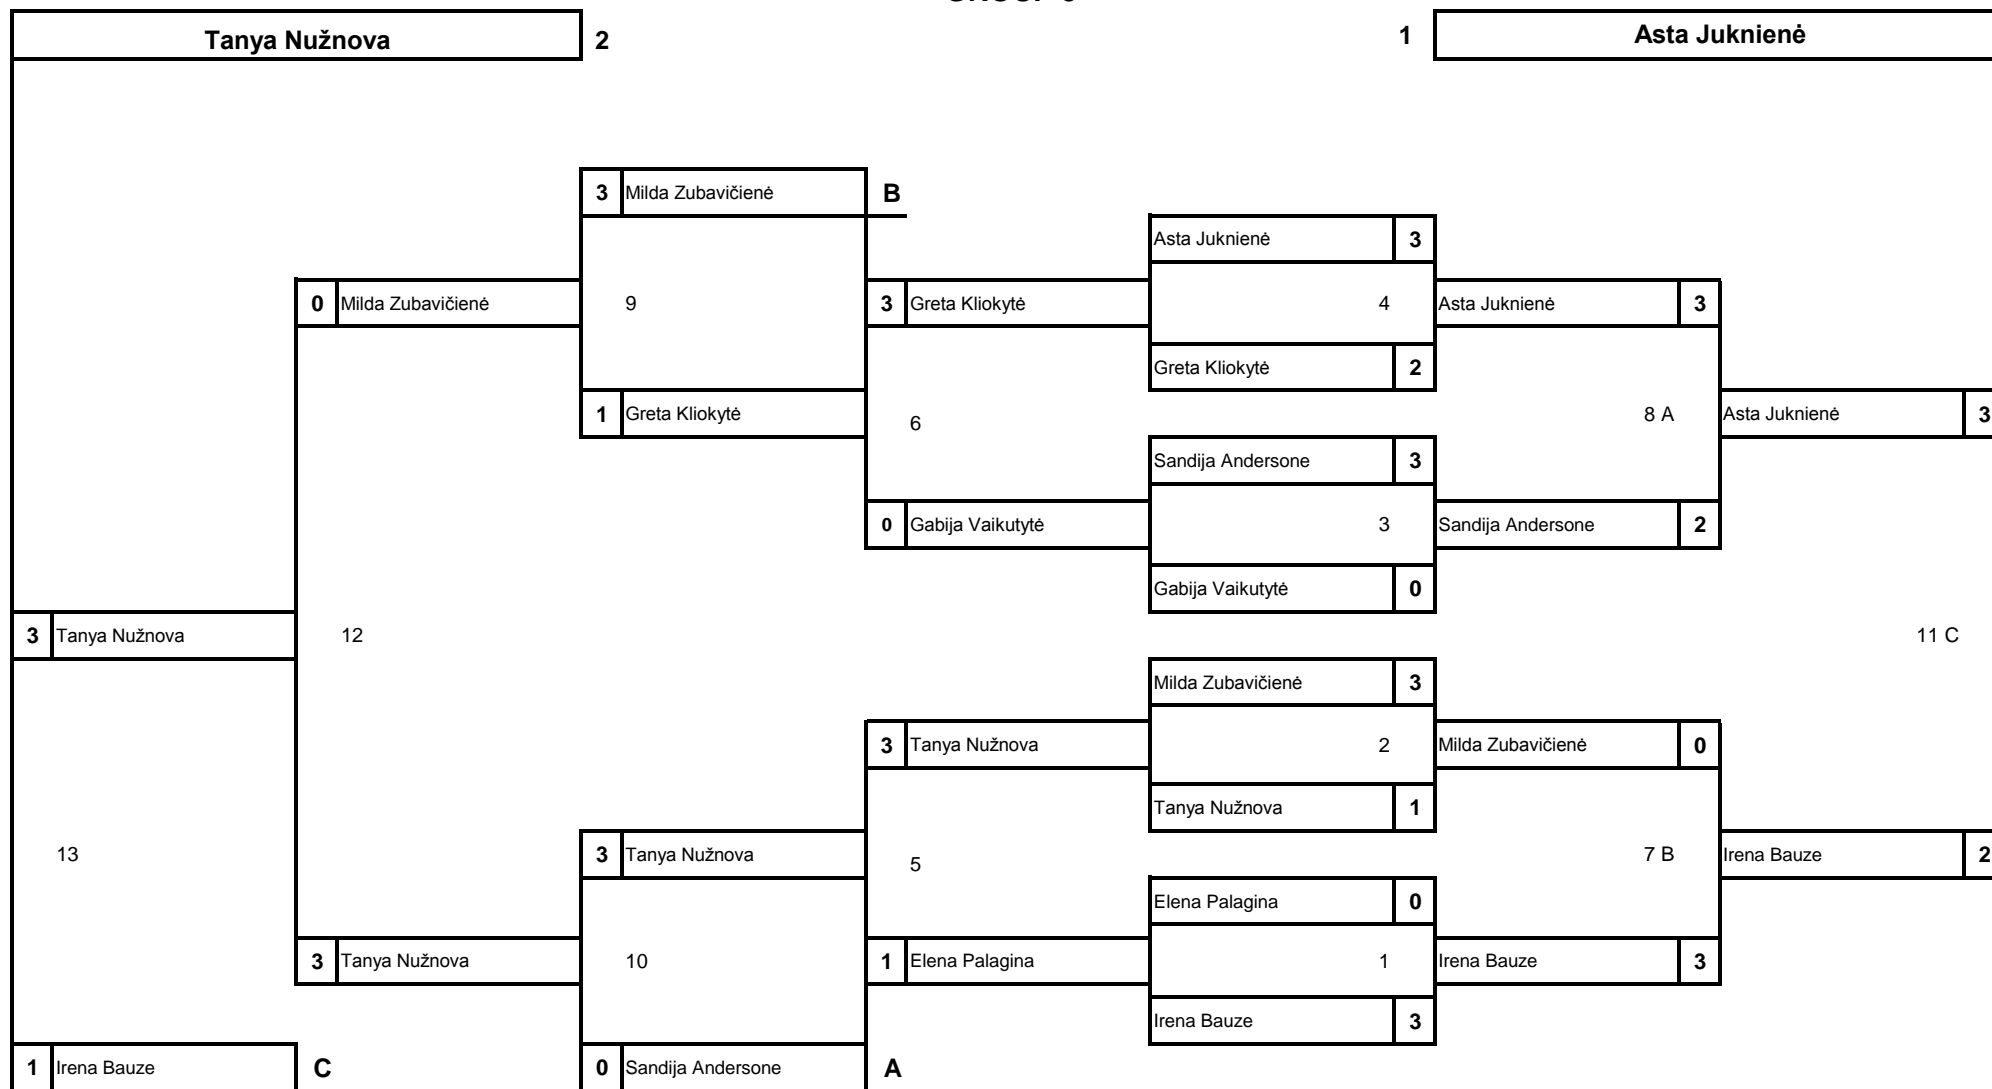 Tanya Nužnova 2 1 Asta Juknienė
3 Milda Zubavičienė B
Asta Juknienė 3
0 Milda Zubavičienė 9 3 Greta Kliokytė 4 Asta Juknienė 3
Greta Kliokytė 2
1 Greta Kliokytė 6 8 A Asta Juknienė 3
Sandija Andersone 3
0 Gabija Vaikutytė 3 Sandija Andersone 2
Gabija Vaikutytė 0
3 Tanya Nužnova 12 11 C
Milda Zubavičienė 3
3 Tanya Nužnova 2 Milda Zubavičienė 0
Tanya Nužnova 1
13 3 Tanya Nužnova 5 7 B Irena Bauze 2
Elena Palagina 0
3 Tanya Nužnova 10 1 Elena Palagina 1 Irena Bauze 3
Irena Bauze 3
1 Irena Bauze C 0 Sandija Andersone A